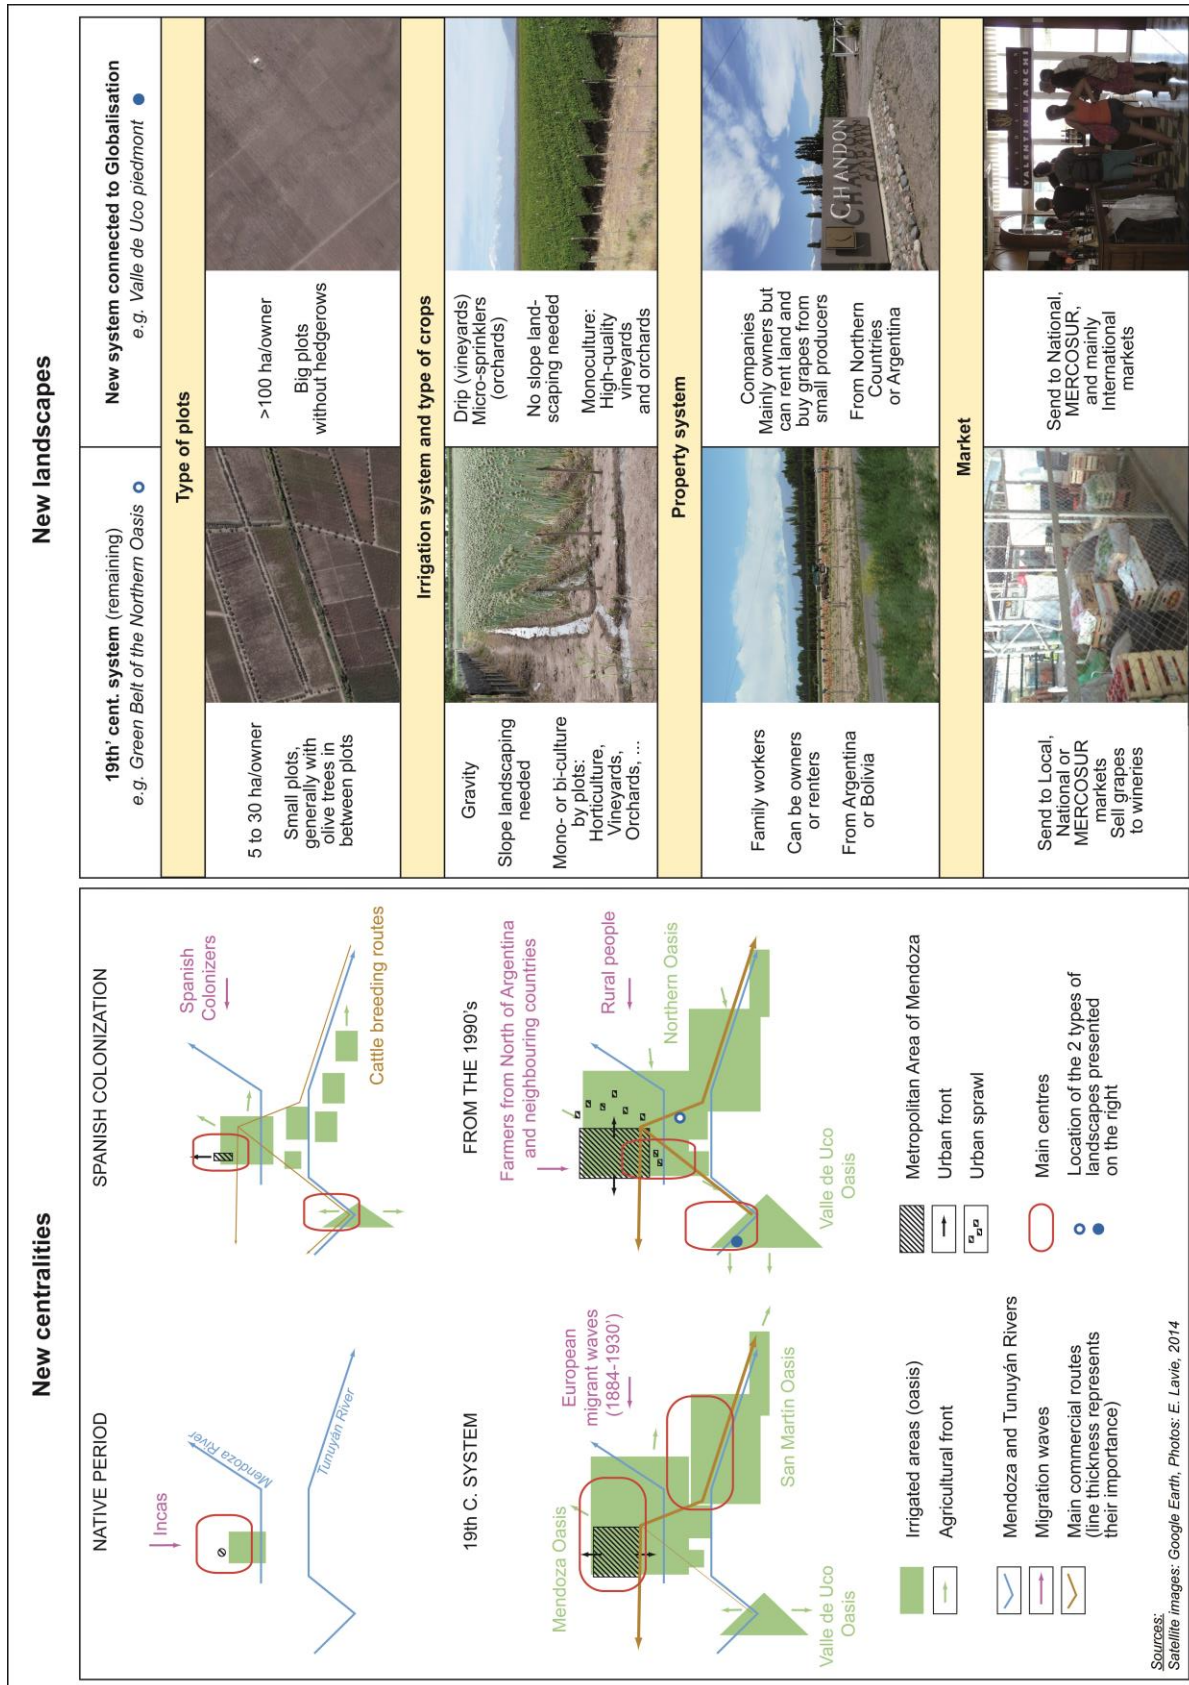 New centralities
NATIVE PERIOD
Incas
Mendoza River
Tunuyán River
SPANISH COLONIZATION
Spanish
Colonizers
Cattle breeding routes
19th C. SYSTEM
European
migrant waves
(1884-1930')
Mendoza Oasis
San Martin Oasis
Valle de Uco
Oasis
FROM THE 1990's
Farmers from North of Argentina
and neighbouring countries
Rural people
Northern Oasis
Valle de Uco
Oasis
Irrigated areas (oasis)
Agricultural front
Mendoza and Tunuyán Rivers
Migration waves
Main commercial routes
(line thickness represents
their importance)
Metropolitan Area of Mendoza
Urban front
Urban sprawl
Main centres
Location of the 2 types of
landscapes presented
on the right
Sources:
Satellite images: Google Earth, Photos: E. Lavie, 2014
New landscapes
19th' cent. system (remaining)
e.g. Green Belt of the Northern Oasis
New system connected to Globalisation
e.g. Valle de Uco piedmont
Type of plots
5 to 30 ha/owner
Small plots,
generally with
olive trees in
between plots
>100 ha/owner
Big plots
without hedgerows
Irrigation system and type of crops
Gravity
Slope landscaping
needed
Mono- or bi-culture
by plots:
Horticulture,
Vineyards,
Orchards, ...
Drip (vineyards)
Micro-sprinklers
(orchards)
No slope land-
scaping needed
Monoculture:
High-quality
vineyards
and orchards
Property system
Family workers
Can be owners
or renters
From Argentina
or Bolivia
Companies
Mainly owners but
can rent land and
buy grapes from
small producers
From Northern
Countries
or Argentina
CHANDON
Market
Send to Local,
National or
MERCOSUR
markets
Sell grapes
to wineries
Send to National,
MERCOSUR,
and mainly
International
markets
VALENTIN BIANCHI